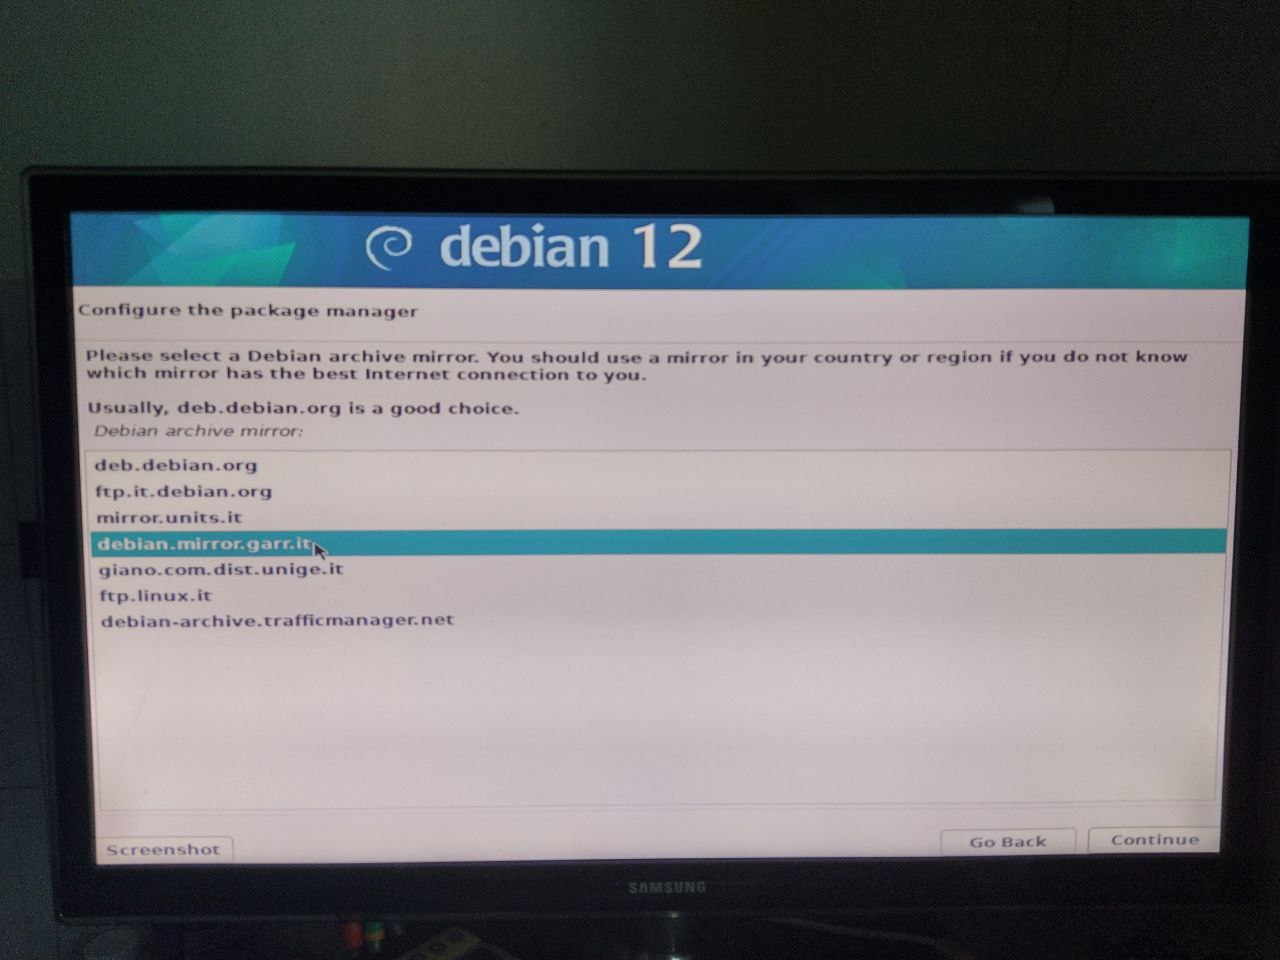 debian 12
Configure the package manager
Please select a Debian archive mirror. You should use a mirror in your country or region if you do not know
which mirror has the best Internet connection to you.
Usually, deb.debian.org is a good choice.
Debian archive mirror:
deb.debian.org
ftp.it.debian.org
mirror.units.it
debian.mirror.garr.it
giano.com.dist.unige.it
ftp.linux.it
debian-archive.trafficmanager.net
Screenshot
Go Back
Continue
SAMSUNG